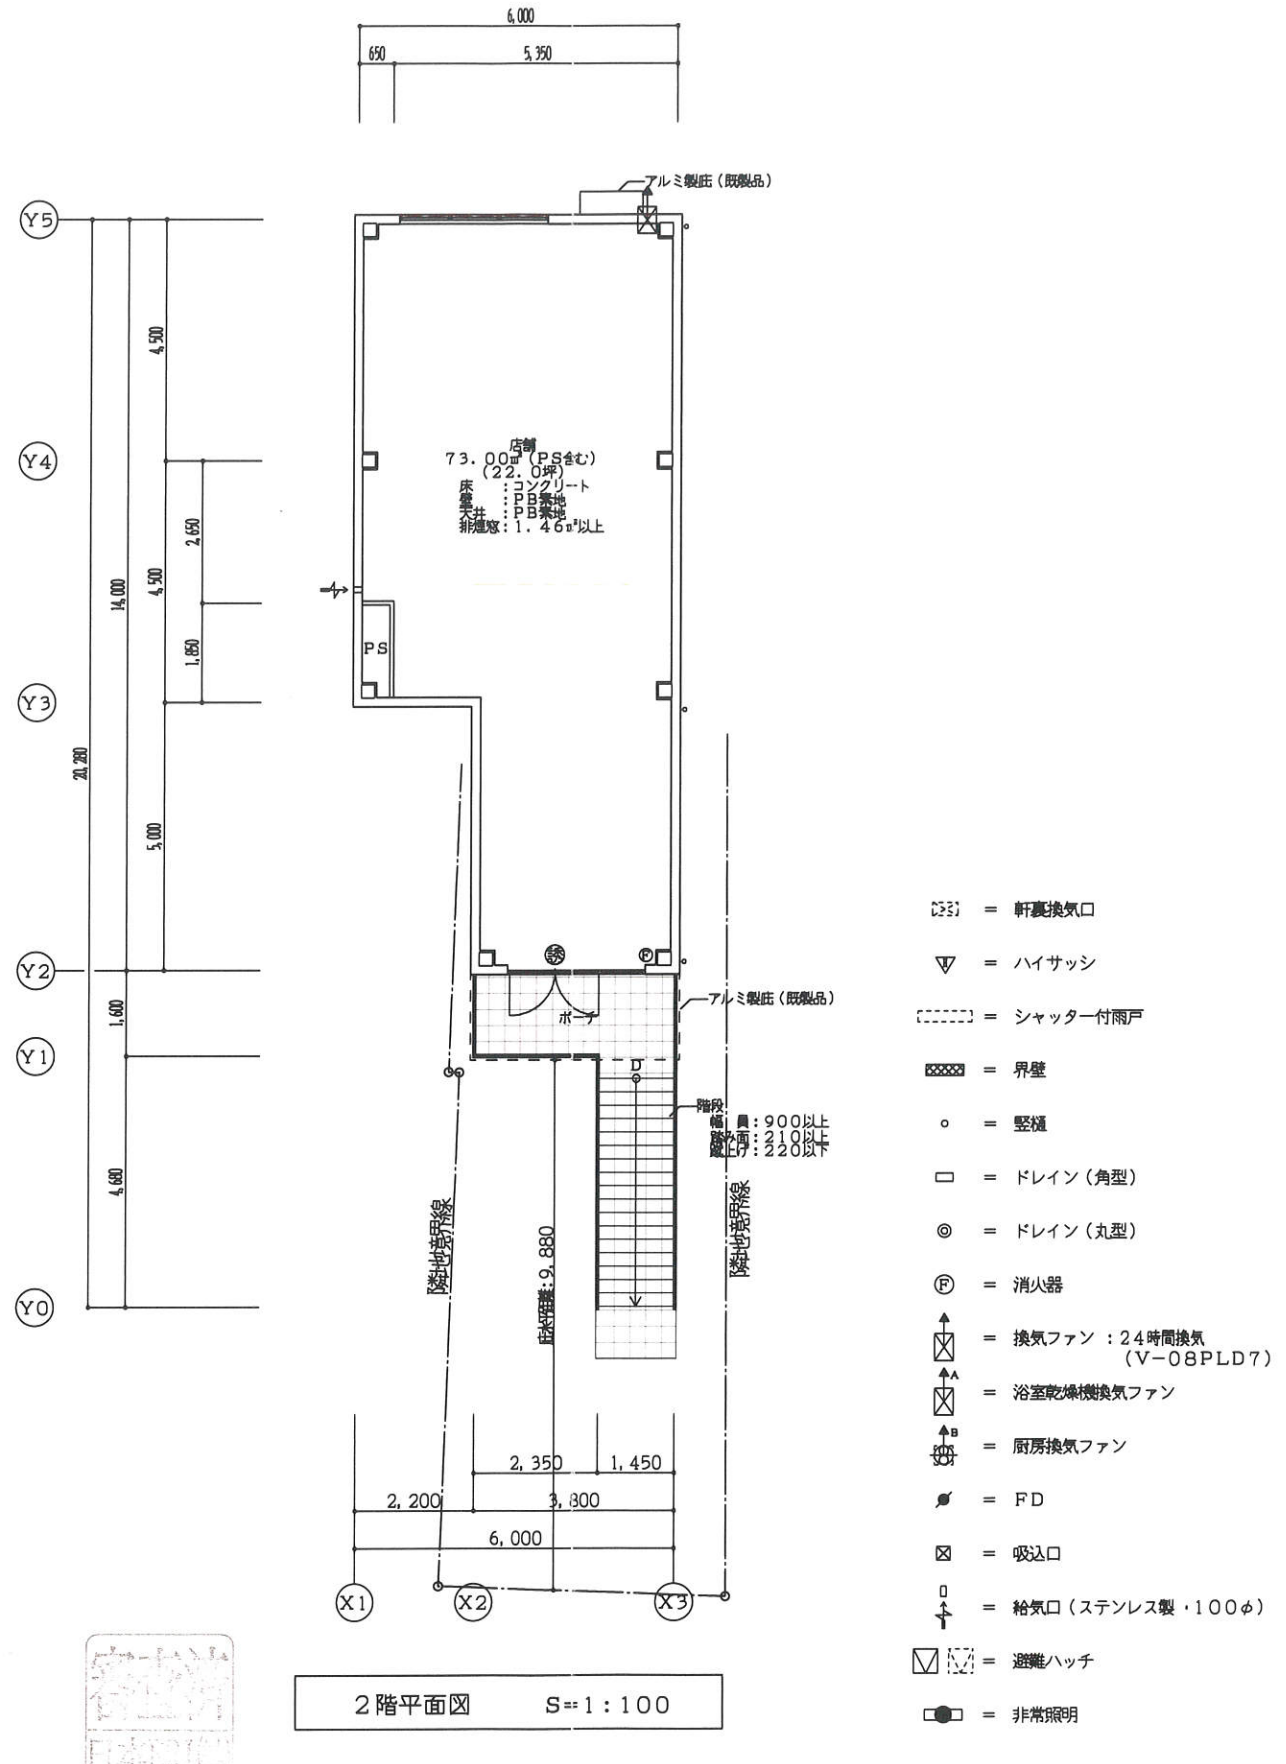 6,000
650
5,350
アルミ製庇（既製品）
Y5
4,500
Y4
店舗
73.00㎡（PS含む）
（22.0坪）
床　：コンクリート
壁　：PB素地
天井　：PB素地
排煙窓：1.46㎡以上
2,650
14,000
4,500
1,850
PS
Y3
20,280
5,000
軒裏換気口
ハイサッシ
誘
F
Y2
アルミ製庇（既製品）
ポーチ
1,600
シャッター付雨戸
Y1
D
界壁
階段
幅　員：900以上
踏み面：210以上
蹴上げ：220以下
竪樋
4,680
隣地境界線
隣地境界線
ドレイン（角型）
ドレイン（丸型）
9,880
F = 消火器
Y0
換気ファン：24時間換気
（V-08PLD7）
A
浴室乾燥機換気ファン
B
厨房換気ファン
2,350
1,450
2,200
3,800
FD
6,000
吸込口
X1
X2
X3
給気口（ステンレス製・100φ）
避難ハッチ
2階平面図　S=1:100
非常照明